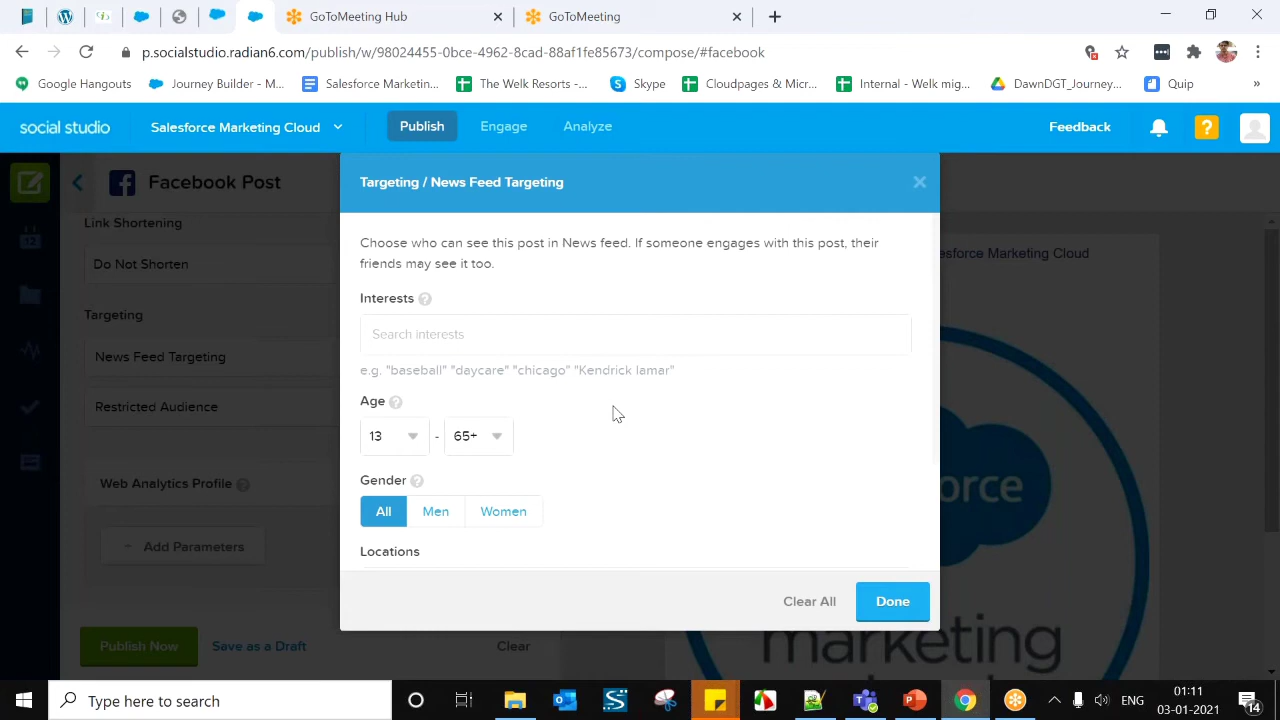 GoToMeeting Hub
GoToMeeting
p.socialstudio.radian6.com/publish/w/98024455-0bce-4962-8cad-88af1fe85673/compose/#facebook
Google Hangouts
Journey Builder - M...
Salesforce Marketin...
The Welk Resorts -...
Skype
Cloudpages & Micr...
Internal - Welk mig...
DawnDGT_Journey...
Quip
»
social studio
Salesforce Marketing Cloud
Publish
Engage
Analyze
Feedback
?
Facebook Post
Link Shortening
Do Not Shorten
Targeting
News Feed Targeting
Restricted Audience
Web Analytics Profile ?
Add Parameters
Publish Now
Save as a Draft
Clear
12
Targeting / News Feed Targeting
Choose who can see this post in News feed. If someone engages with this post, their
friends may see it too.
Interests ?
Search interests
e.g. "baseball" "daycare" "chicago" "Kendrick lamar"
Age ?
13 - 65+
Gender ?
All Men Women
Locations
Clear All
Done
esforce Marketing Cloud
orce
marketing
Type here to search
ENG
01:11
03-01-2021
14